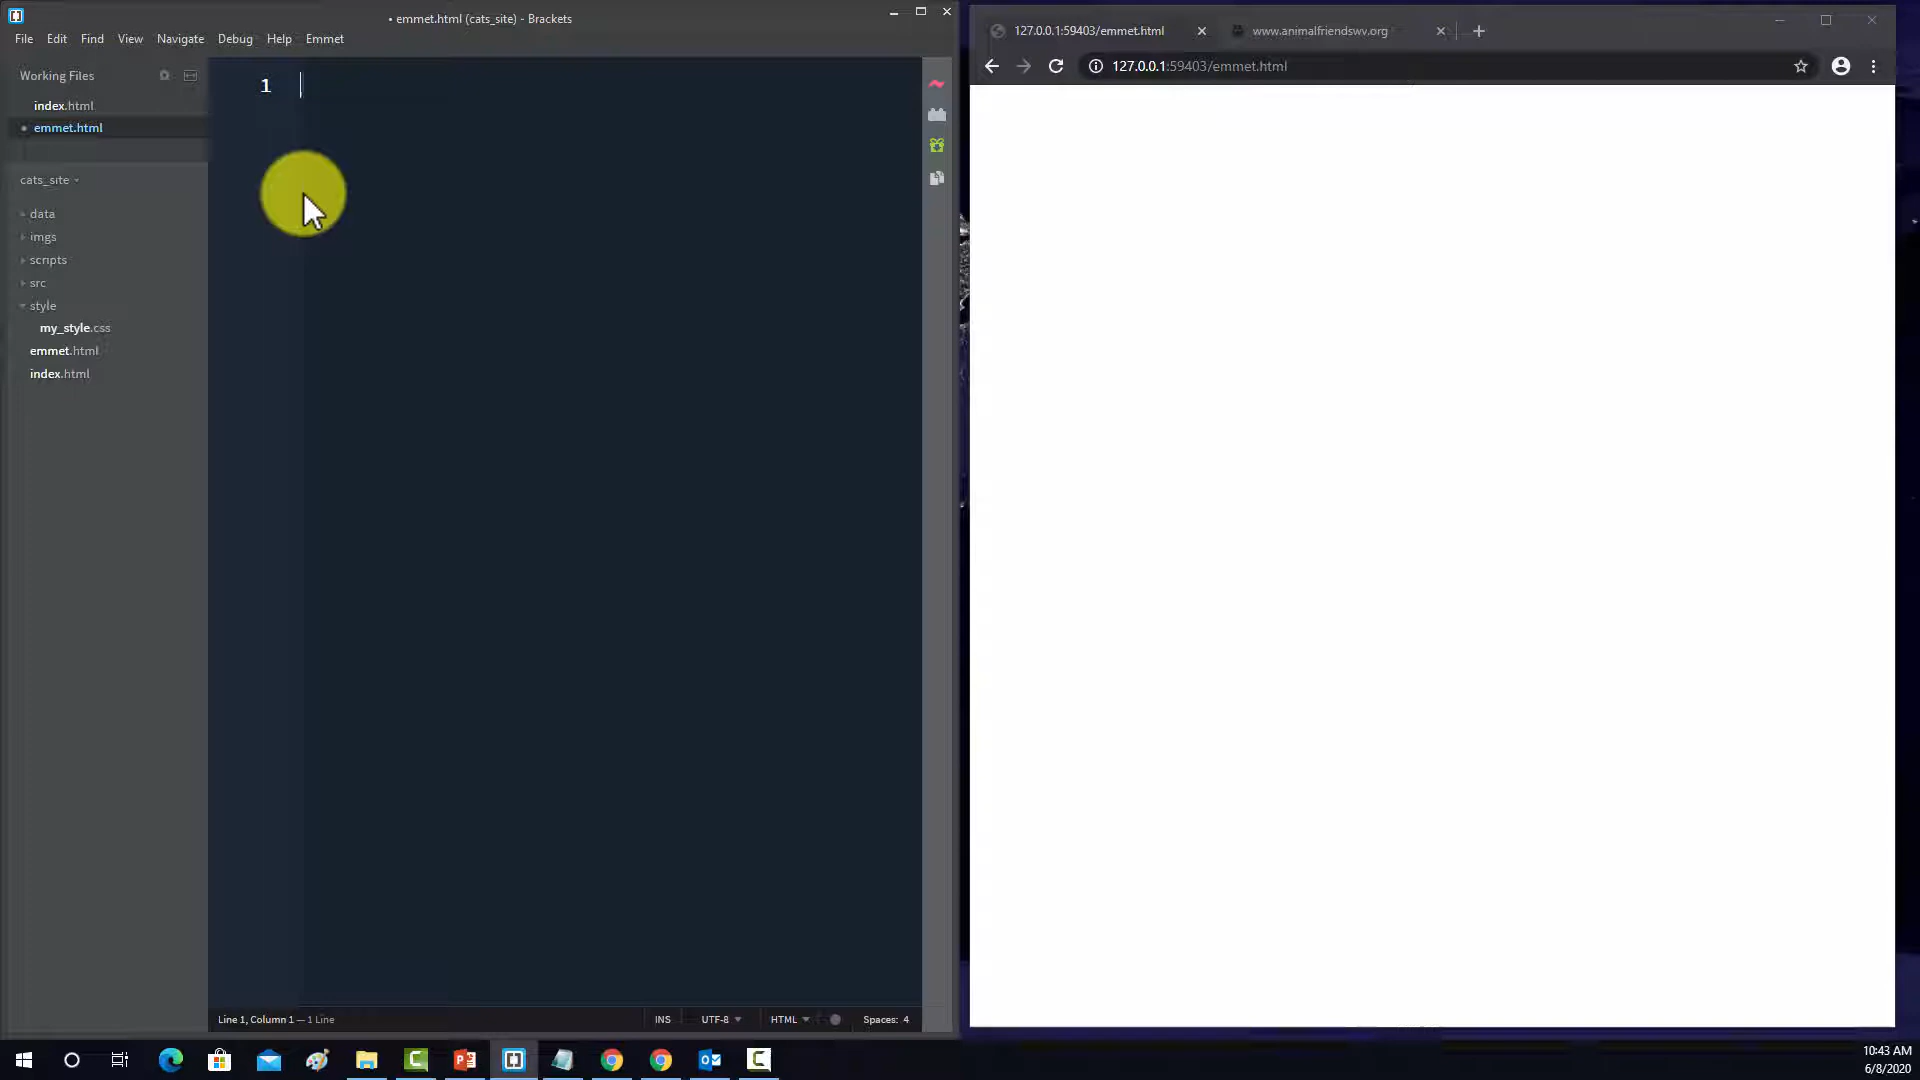 • emmet.html (cats_site) - Brackets
File Edit Find View Navigate Debug Help Emmet
Working Files
index.html
emmet.html
cats_site
data
imgs
scripts
src
style
my_style.css
emmet.html
index.html
1
Line 1, Column 1 — 1 Line
INS UTF-8 HTML Spaces: 4
127.0.0.1:59403/emmet.html www.animalfriendswv.org
127.0.0.1:59403/emmet.html
10:43 AM
6/8/2020